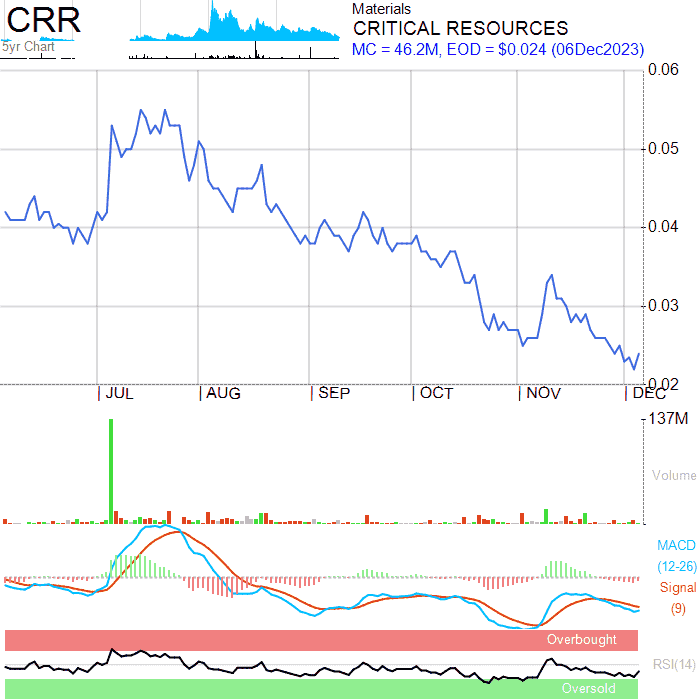 CRR
5yr Chart
Materials
CRITICAL RESOURCES
MC = 46.2M, EOD = $0.024 (06Dec2023)
0.06
0.05
0.04
0.03
0.02
JUL AUG SEP OCT NOV DEC
137M
Volume
MACD
(12-26)
Signal
(9)
Overbought
RSI(14)
Oversold